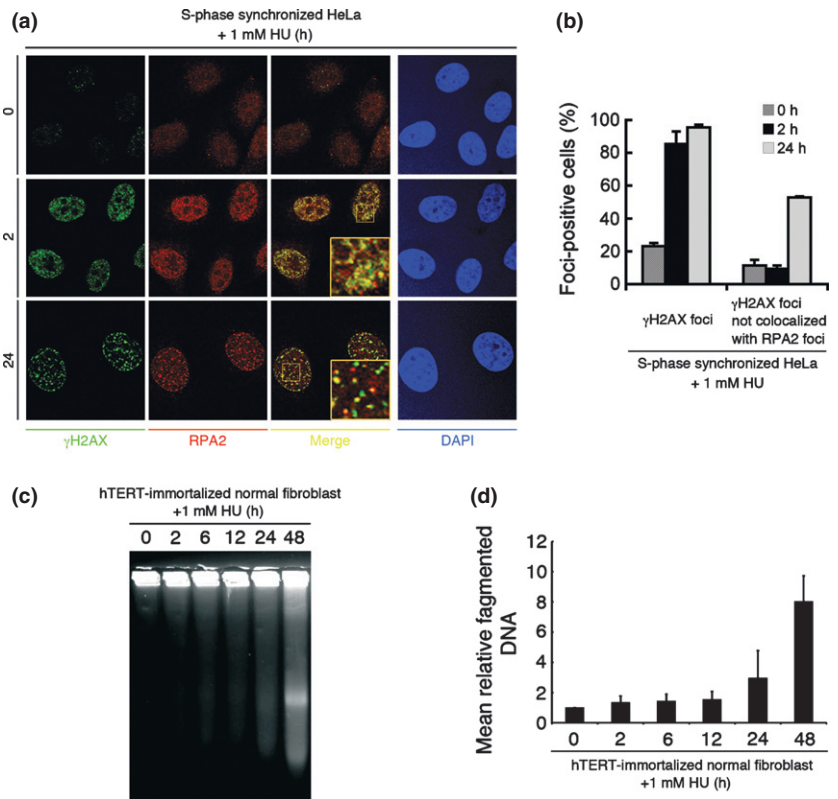 (a)
S-phase synchronized HeLa
+ 1 mM HU (h)
0
2
24
γH2AX
RPA2
Merge
DAPI
(b)
Foci-positive cells (%)
100
80
60
40
20
0
0 h
2 h
24 h
γH2AX foci
γH2AX foci
not colocalized
with RPA2 foci
S-phase synchronized HeLa
+ 1 mM HU
(c)
hTERT-immortalized normal fibroblast
+1 mM HU (h)
0 2 6 12 24 48
(d)
Mean relative fagmented
DNA
12
10
8
6
4
2
0
0 2 6 12 24 48
hTERT-immortalized normal fibroblast
+1 mM HU (h)